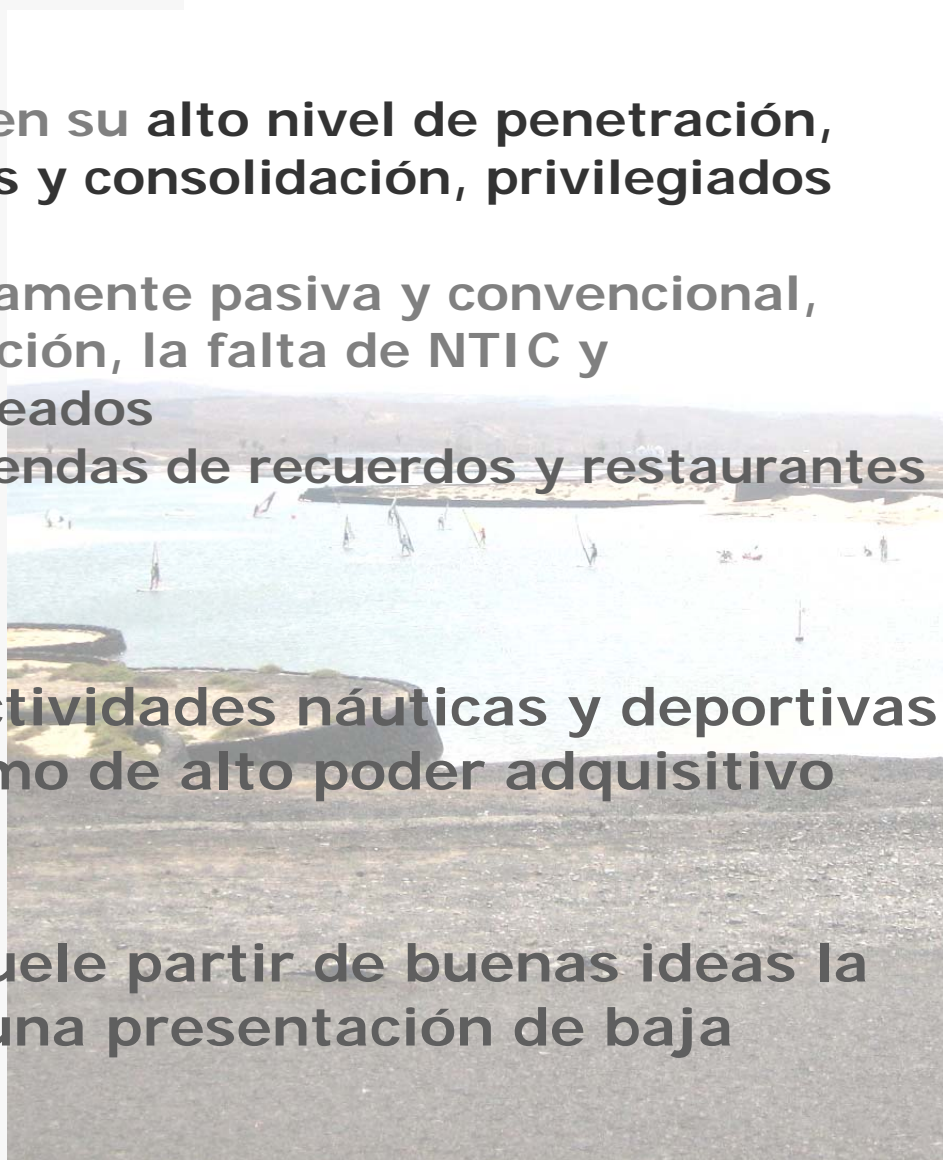 en su alto nivel de penetración,
s y consolidación, privilegiados
amente pasiva y convencional,
ción, la falta de NTIC y
eados
endas de recuerdos y restaurantes
ctividades náuticas y deportivas
mo de alto poder adquisitivo
uele partir de buenas ideas la
una presentación de baja